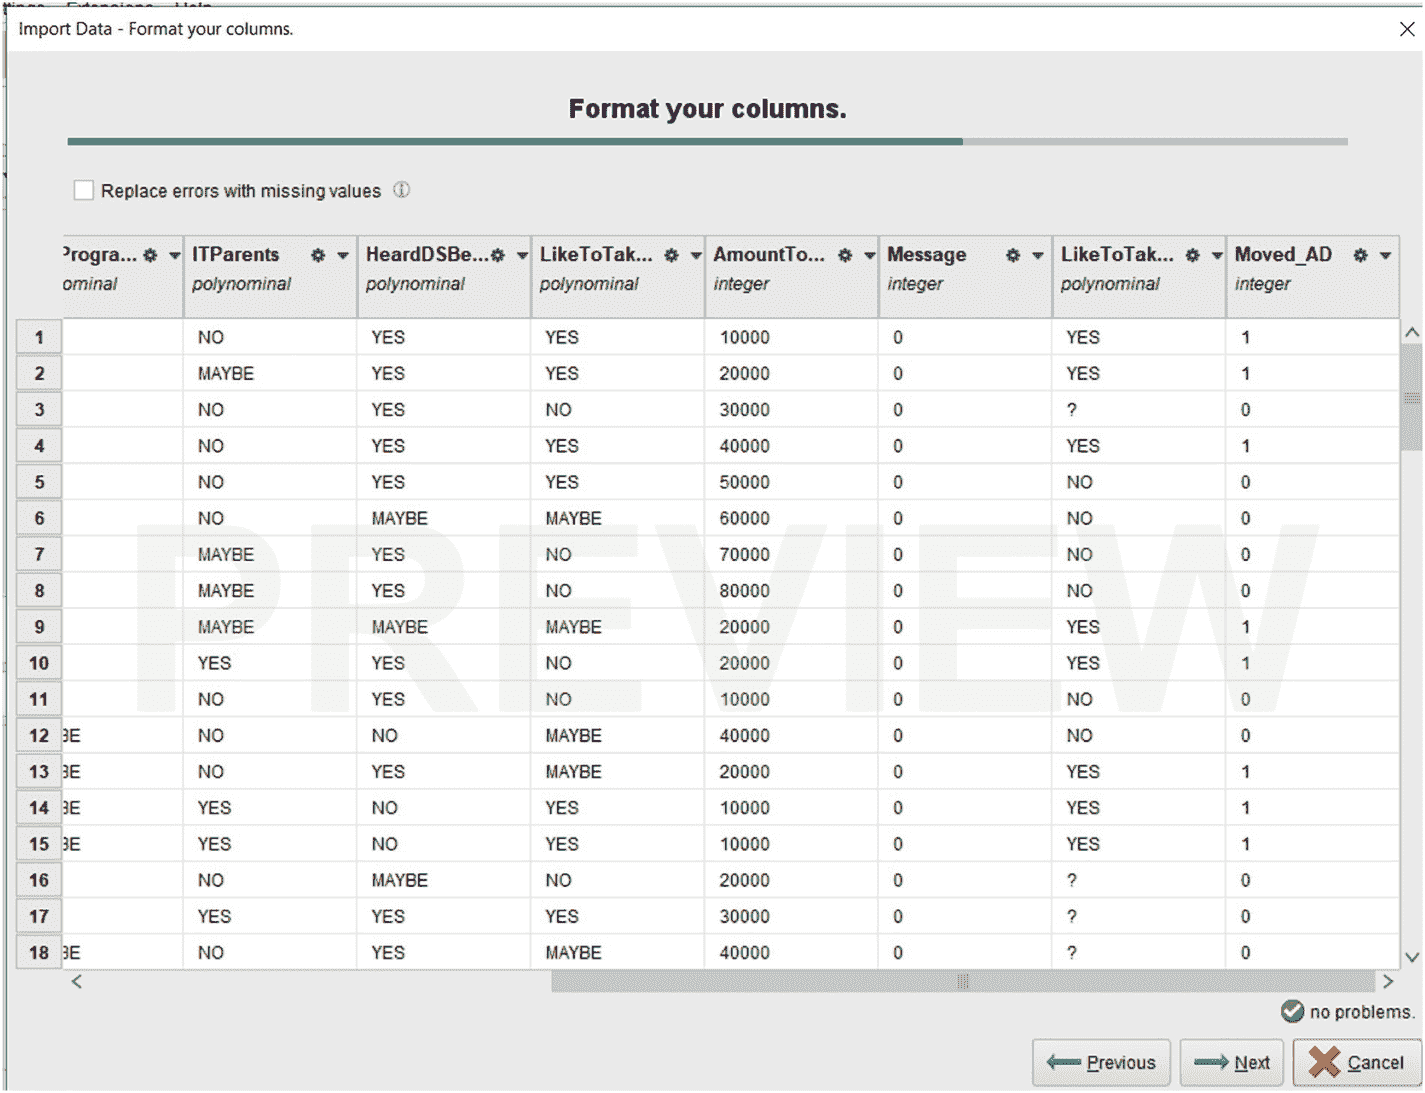 Import Data - Format your columns.
Format your columns.
Replace errors with missing values
Progra... ITParents HeardDSBe... LikeToTak... AmountTo... Message LikeToTak... Moved_AD
ominal polynominal polynominal polynominal integer integer polynominal integer
1 NO YES YES 10000 0 YES 1
2 MAYBE YES YES 20000 0 YES 1
3 NO YES NO 30000 0 ? 0
4 NO YES YES 40000 0 YES 1
5 NO YES YES 50000 0 NO 0
6 NO MAYBE MAYBE 60000 0 NO 0
7 MAYBE YES NO 70000 0 NO 0
8 MAYBE YES NO 80000 0 NO 0
9 MAYBE MAYBE MAYBE 20000 0 YES 1
10 YES YES NO 20000 0 YES 1
11 NO YES NO 10000 0 NO 0
12 BE NO NO MAYBE 40000 0 NO 0
13 BE NO YES MAYBE 20000 0 YES 1
14 BE YES NO YES 10000 0 YES 1
15 BE YES NO YES 10000 0 YES 1
16 NO MAYBE NO 20000 0 ? 0
17 YES YES YES 30000 0 ? 0
18 BE NO YES MAYBE 40000 0 ? 0
PREVIEW
no problems.
Previous Next Cancel